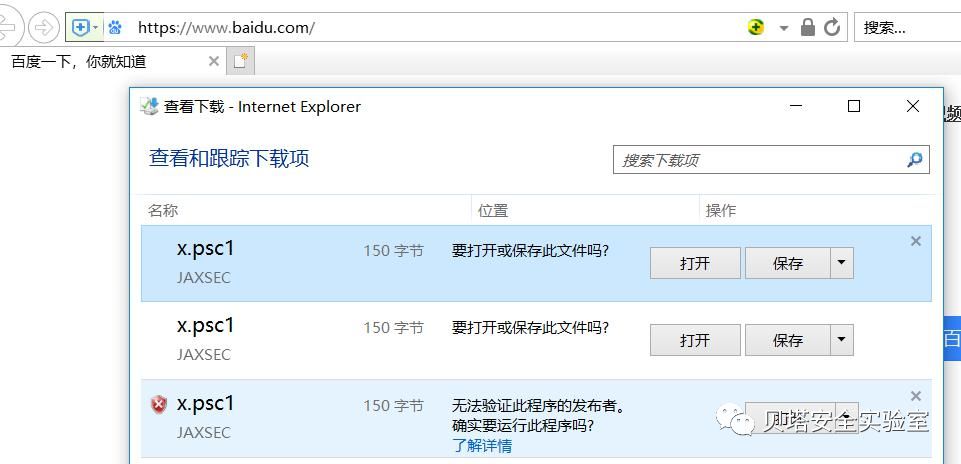 https://www.baidu.com/
搜索...
百度一下，你就知道
查看下载 - Internet Explorer
频
查看和跟踪下载项
搜索下载项
名称 位置 操作
x.psc1 150 字节 要打开或保存此文件吗? 打开 保存
JAXSEC
x.psc1 150 字节 要打开或保存此文件吗? 打开 保存
JAXSEC
百
x.psc1 150 字节 无法验证此程序的发布者。
确实要运行此程序吗?
JAXSEC
了解详情
贝塔安全实验室